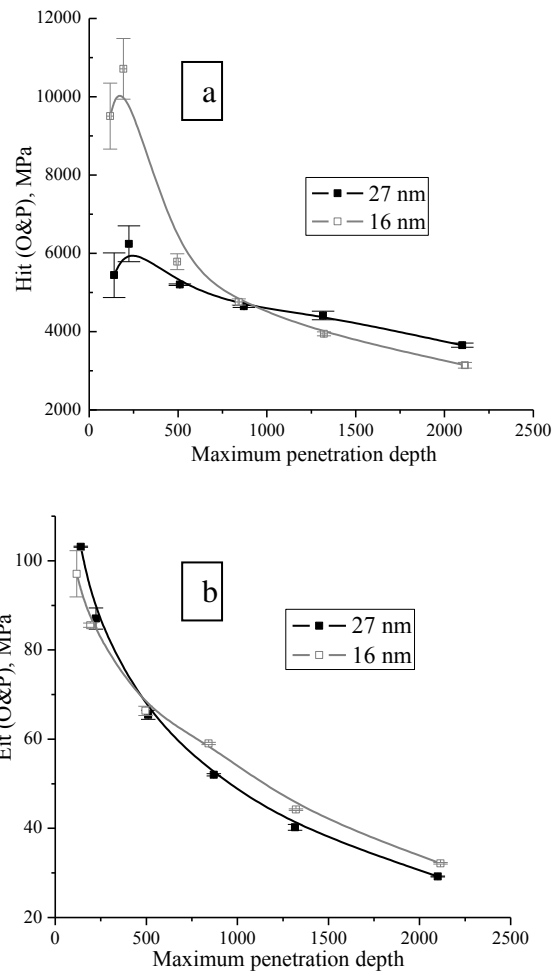 12000
10000
8000
6000
4000
2000
Hit (O&P), MPa
a
27 nm
16 nm
0 500 1000 1500 2000 2500
Maximum penetration depth
100
80
60
40
20
Eit (O&P), MPa
b
27 nm
16 nm
0 500 1000 1500 2000 2500
Maximum penetration depth